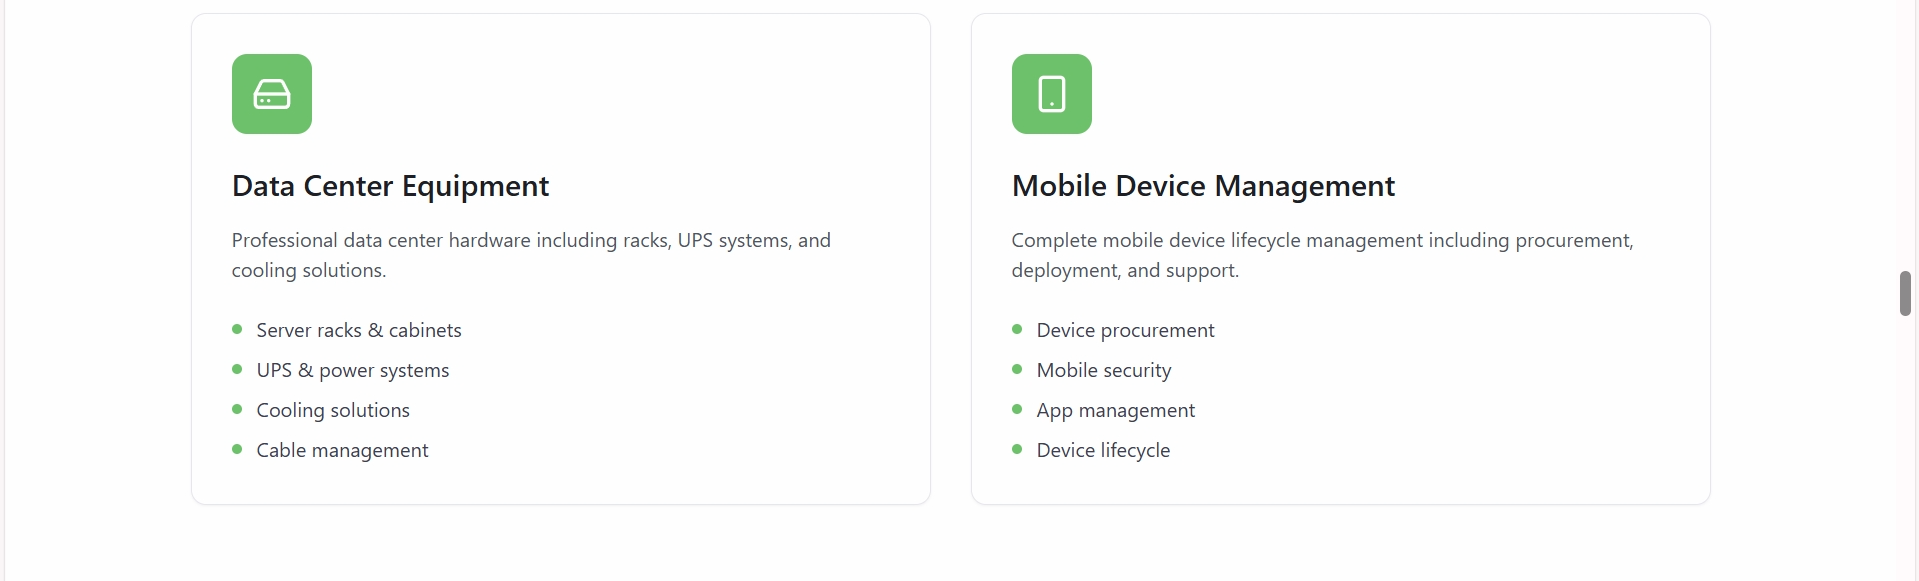 Data Center Equipment
Professional data center hardware including racks, UPS systems, and
cooling solutions.
Server racks & cabinets
UPS & power systems
Cooling solutions
Cable management
Mobile Device Management
Complete mobile device lifecycle management including procurement,
deployment, and support.
Device procurement
Mobile security
App management
Device lifecycle